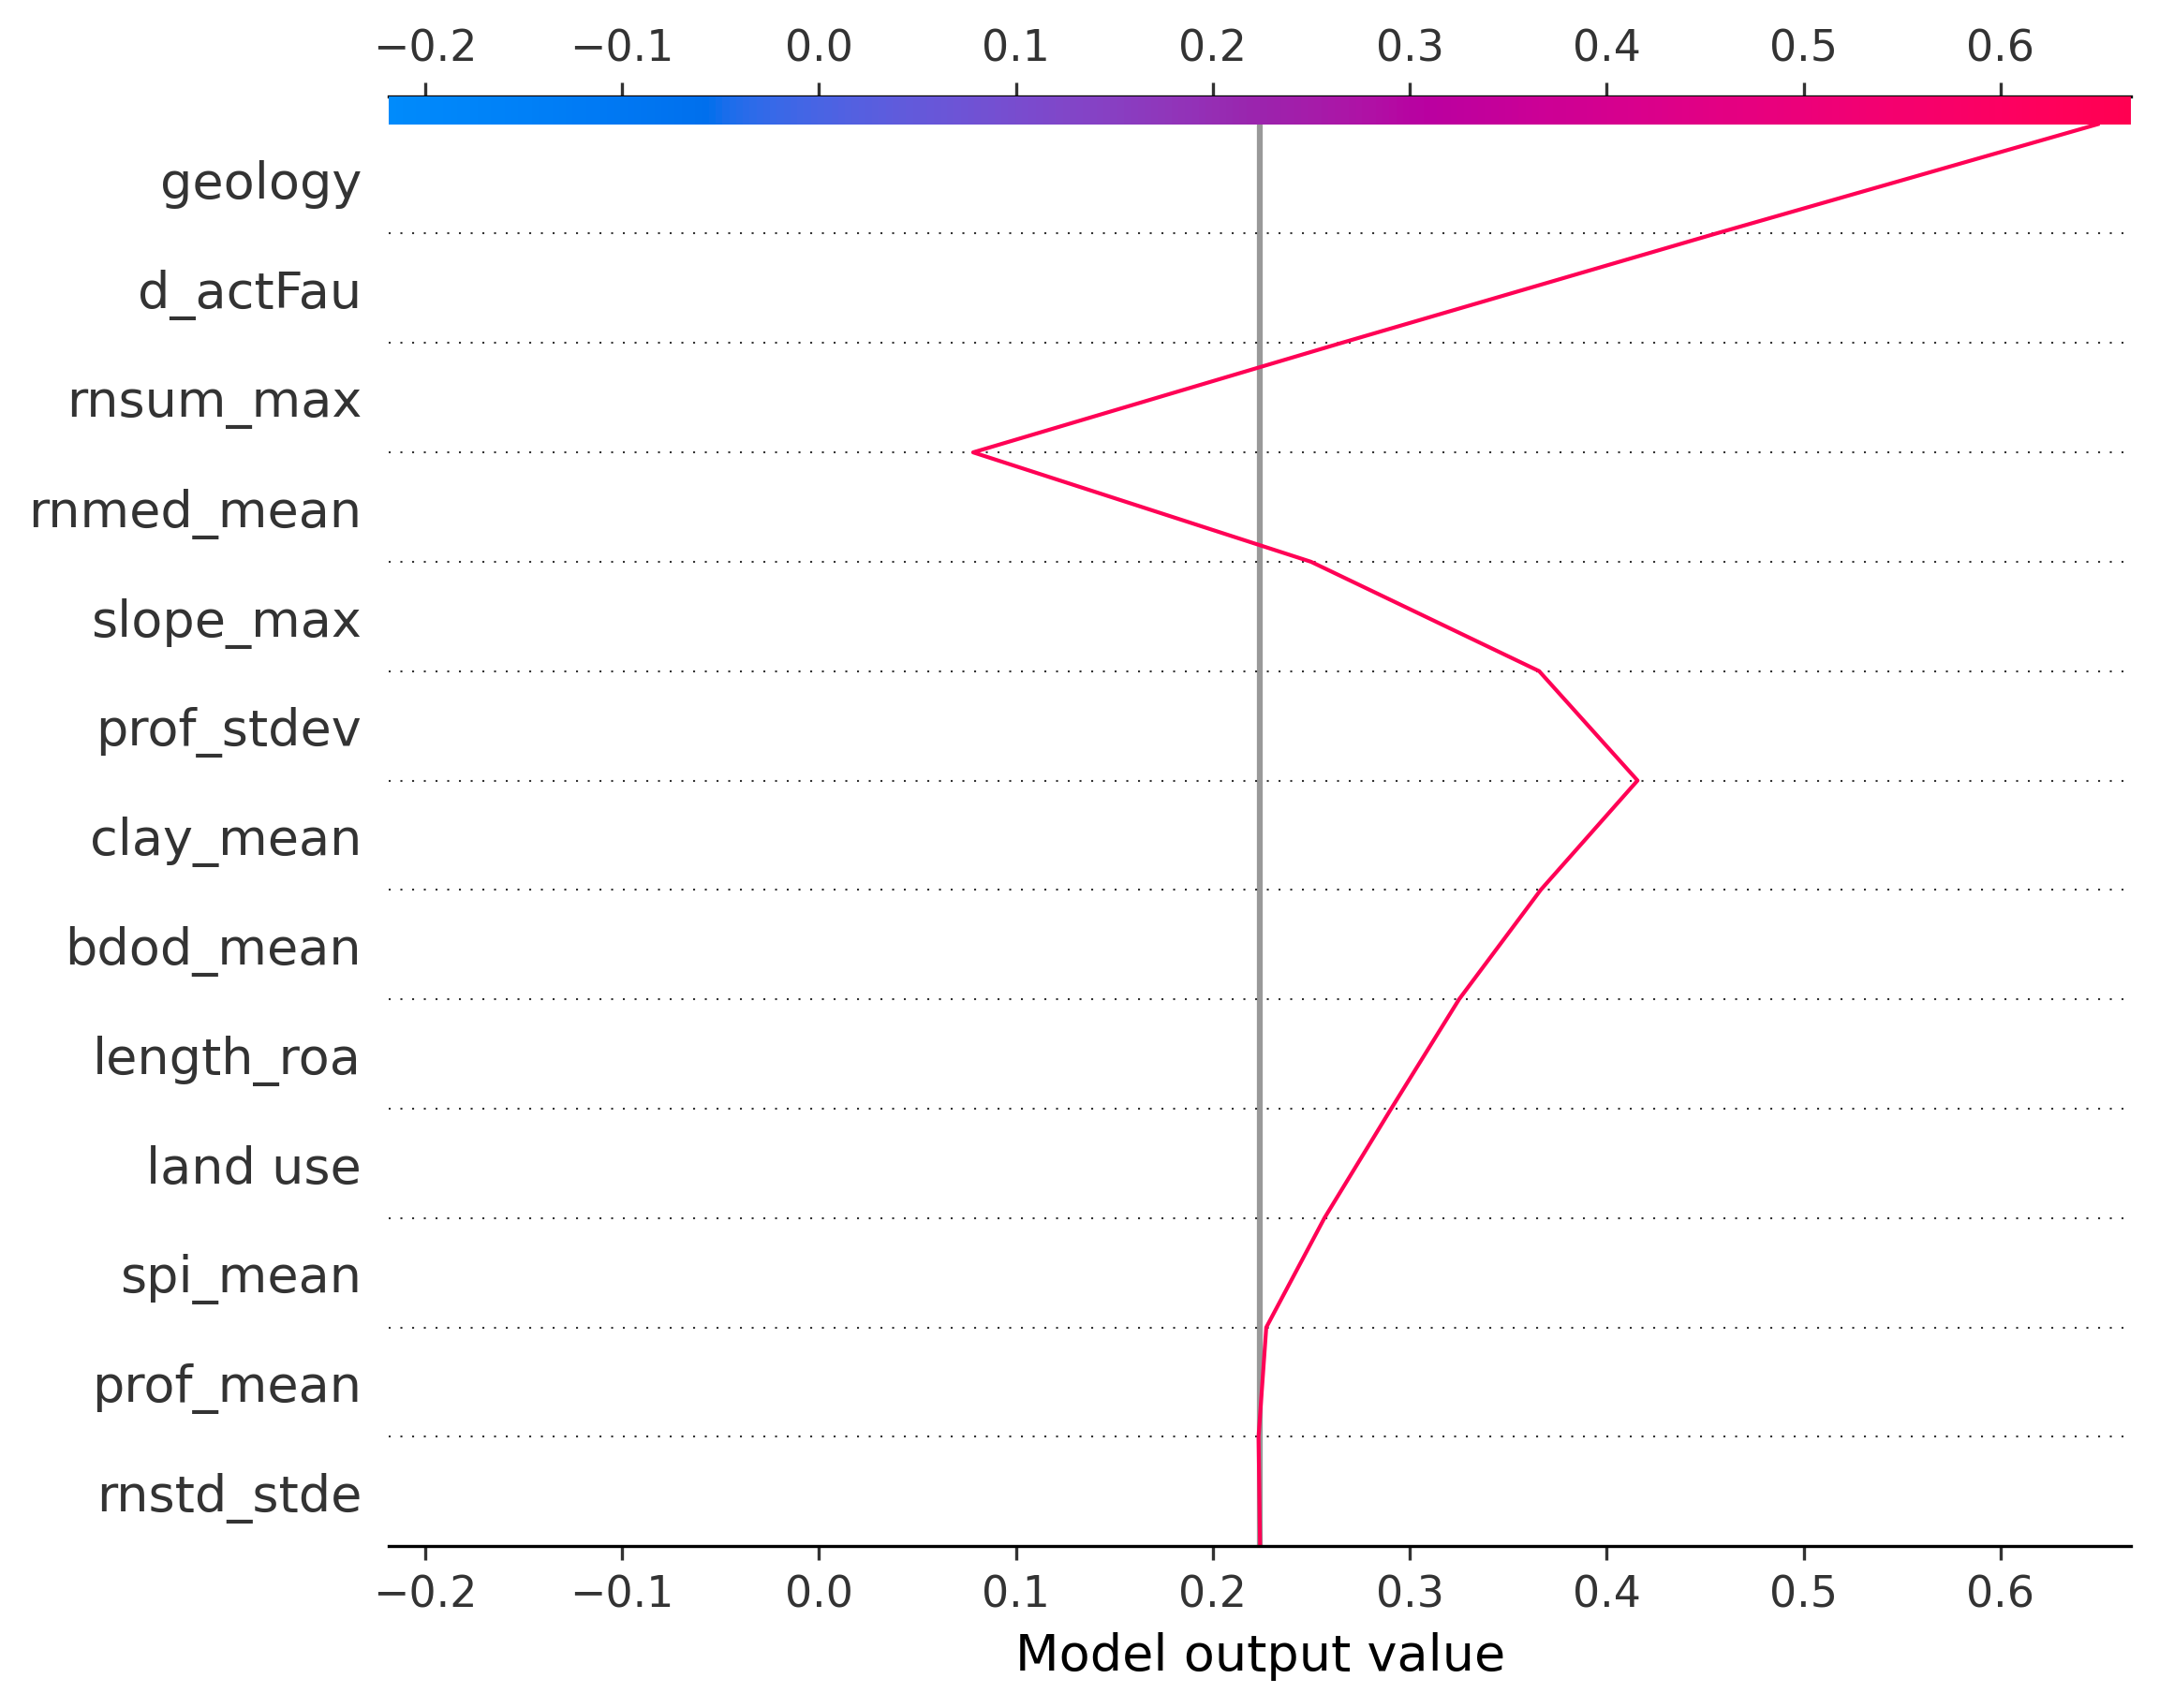 −0.2 −0.1 0.0 0.1 0.2 0.3 0.4 0.5 0.6
geology
d_actFau
rnsum_max
rnmed_mean
slope_max
prof_stdev
clay_mean
bdod_mean
length_roa
land use
spi_mean
prof_mean
rnstd_stde
−0.2 −0.1 0.0 0.1 0.2 0.3 0.4 0.5 0.6
Model output value